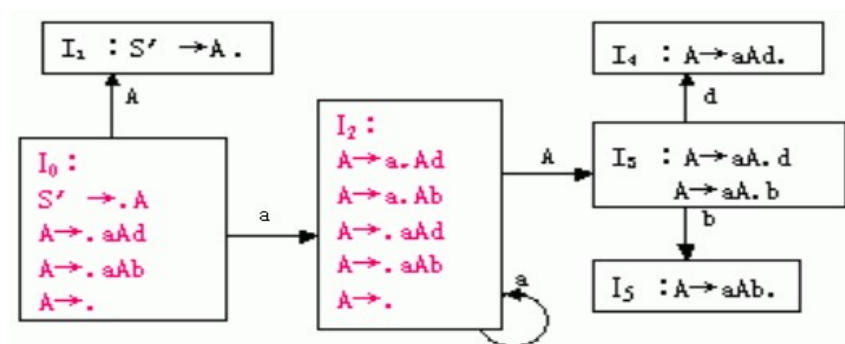 I₁ : S′ →A .
A
I₀ :
S′ →. A
A→. aAd
A→. aAb
A→.
a
I₂ :
A→a. Ad
A→a. Ab
A→. aAd
A→. aAb
A→.
a
A
I₄ : A→aAd.
d
I₃ : A→aA. d
A→aA. b
b
I₅ : A→aAb.